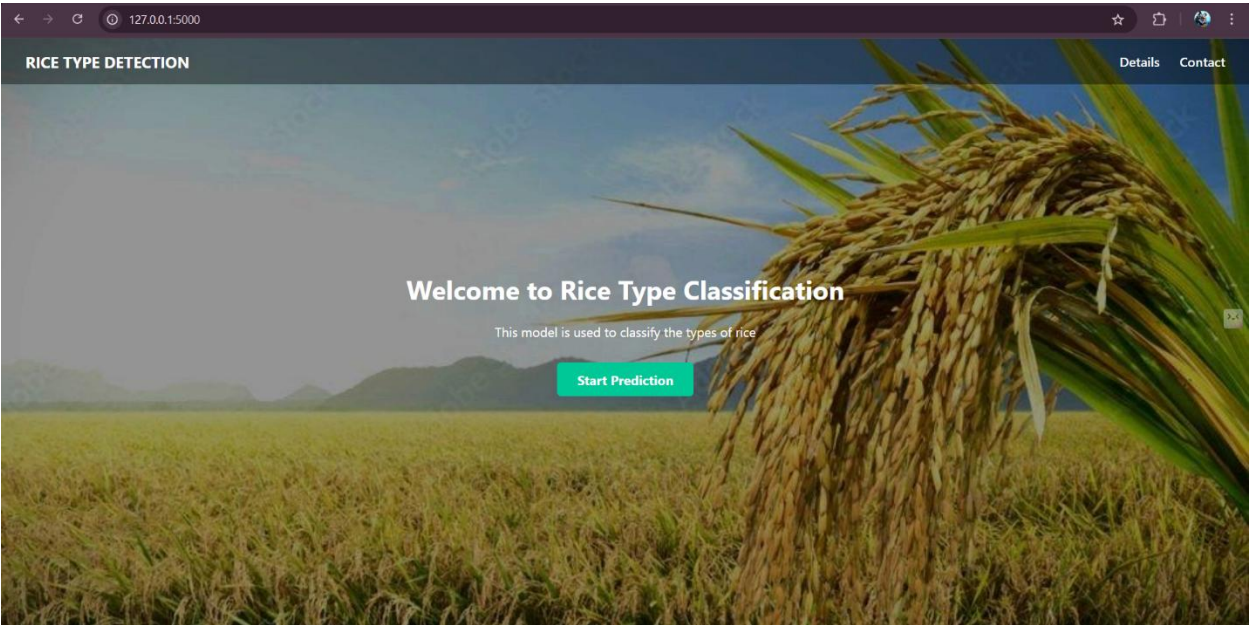 127.0.0.1:5000
RICE TYPE DETECTION
Details
Contact
Welcome to Rice Type Classification
This model is used to classify the types of rice
Start Prediction